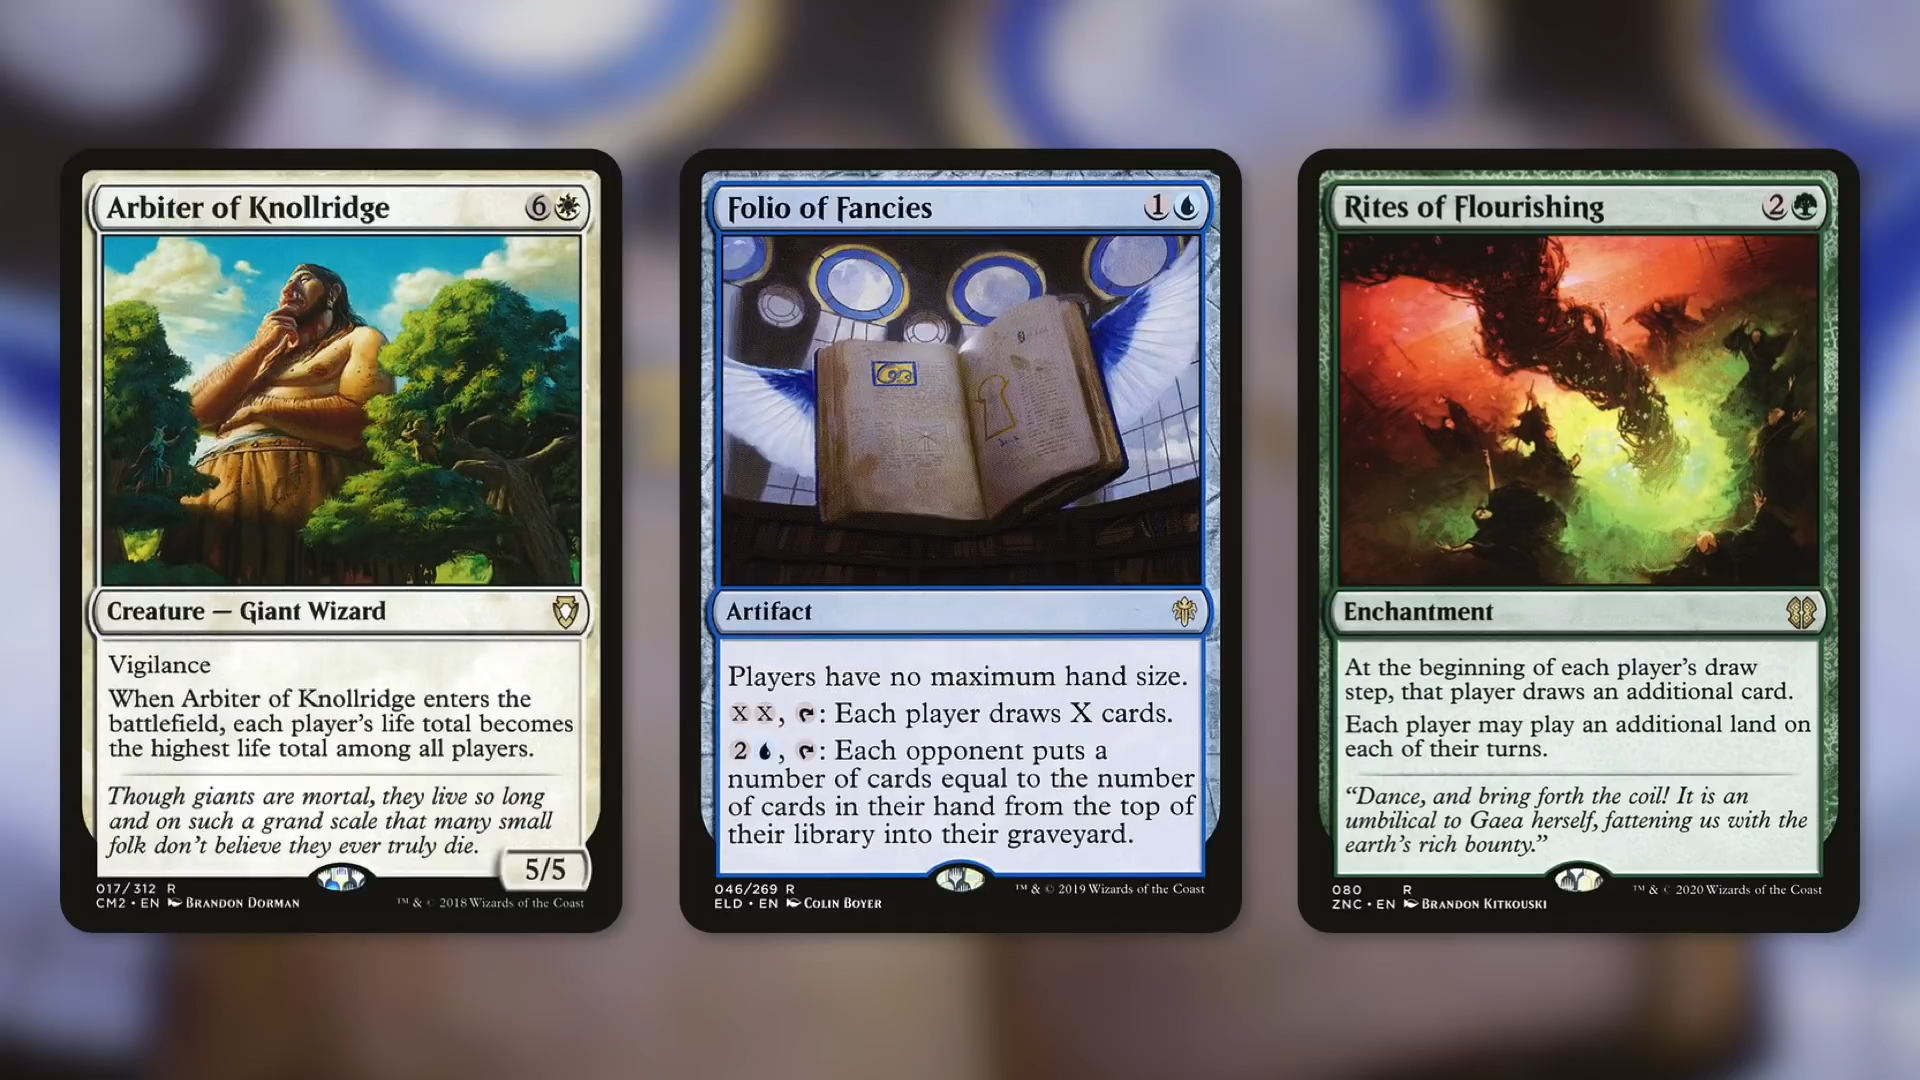 Arbiter of Knollridge
6
Creature — Giant Wizard
Vigilance
When Arbiter of Knollridge enters the
battlefield, each player's life total becomes
the highest life total among all players.
Though giants are mortal, they live so long
and on such a grand scale that many small
folk don't believe they ever truly die.
5/5
017/312 R
CM2 • EN Brandon Dorman
™ & © 2018 Wizards of the Coast
Folio of Fancies
1
Artifact
Players have no maximum hand size.
X X, : Each player draws X cards.
2 , : Each opponent puts a
number of cards equal to the number
of cards in their hand from the top of
their library into their graveyard.
046/269 R
ELD • EN Colin Boyer
™ & © 2019 Wizards of the Coast
Rites of Flourishing
2
Enchantment
At the beginning of each player's draw
step, that player draws an additional card.
Each player may play an additional land on
each of their turns.
“Dance, and bring forth the coil! It is an
umbilical to Gaea herself, fattening us with the
earth's rich bounty.”
080 R
ZNC • EN Brandon Kitkouski
™ & © 2020 Wizards of the Coast